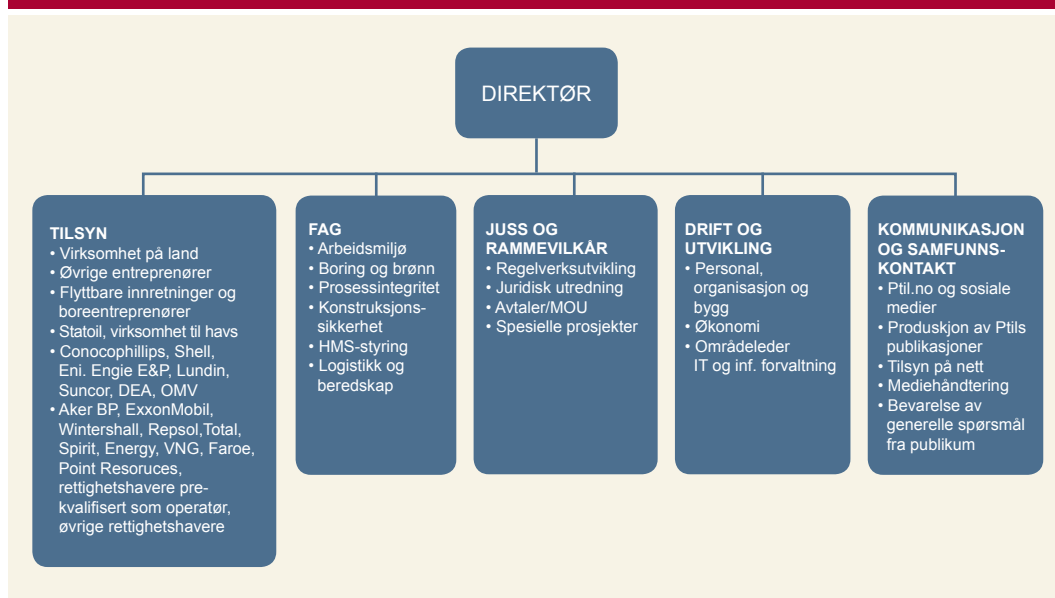 DIREKTØR
TILSYN
• Virksomhet på land
• Øvrige entreprenører
• Flyttbare innretninger og
boreentreprenører
• Statoil, virksomhet til havs
• Conocophillips, Shell,
Eni. Engie E&P, Lundin,
Suncor, DEA, OMV
• Aker BP, ExxonMobil,
Wintershall, Repsol,Total,
Spirit, Energy, VNG, Faroe,
Point Resoruces,
rettighetshavere pre-
kvalifisert som operatør,
øvrige rettighetshavere
FAG
• Arbeidsmiljø
• Boring og brønn
• Prosessintegritet
• Konstruksjons-
sikkerhet
• HMS-styring
• Logistikk og
beredskap
JUSS OG
RAMMEVILKÅR
• Regelverksutvikling
• Juridisk utredning
• Avtaler/MOU
• Spesielle prosjekter
DRIFT OG
UTVIKLING
• Personal,
organisasjon og
bygg
• Økonomi
• Områdeleder
IT og inf. forvaltning
KOMMUNIKASJON
OG SAMFUNNS-
KONTAKT
• Ptil.no og sosiale
medier
• Produskjon av Ptils
publikasjoner
• Tilsyn på nett
• Mediehåndtering
• Bevarelse av
generelle spørsmål
fra publikum